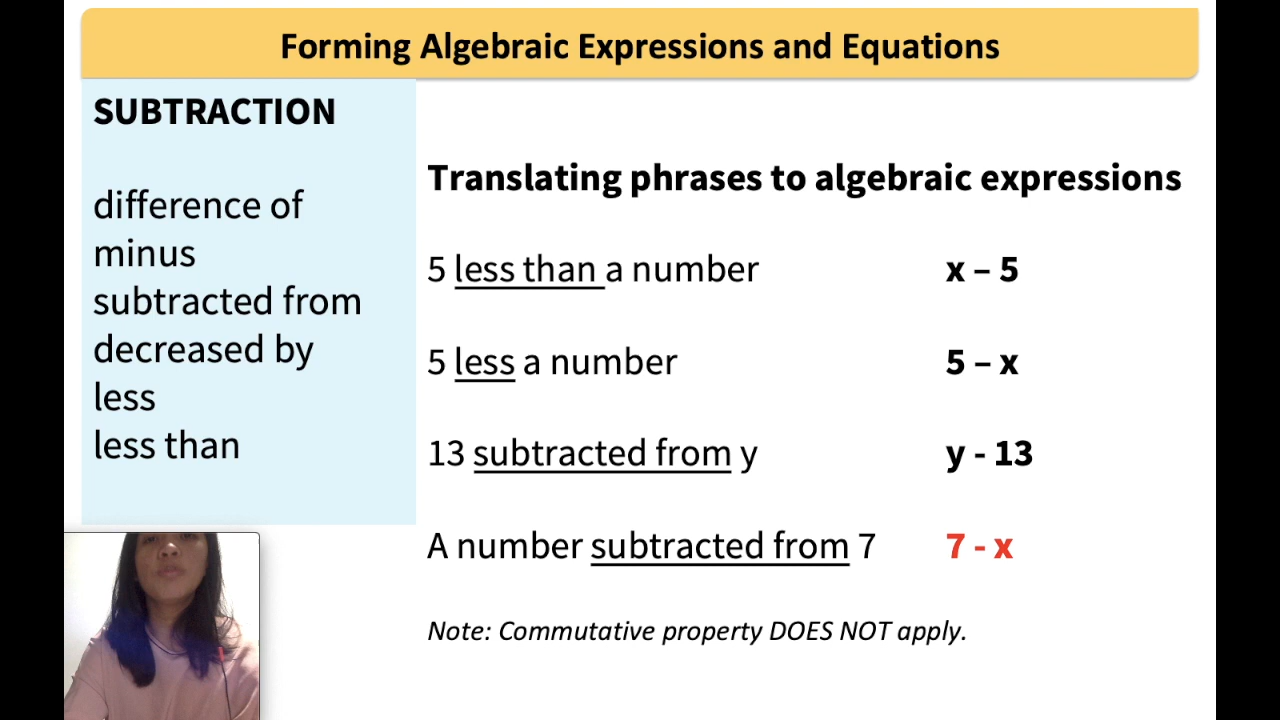 Forming Algebraic Expressions and Equations
SUBTRACTION
difference of
minus
subtracted from
decreased by
less
less than
Translating phrases to algebraic expressions
5 less than a number x – 5
5 less a number 5 – x
13 subtracted from y y - 13
A number subtracted from 7 7 - x
Note: Commutative property DOES NOT apply.